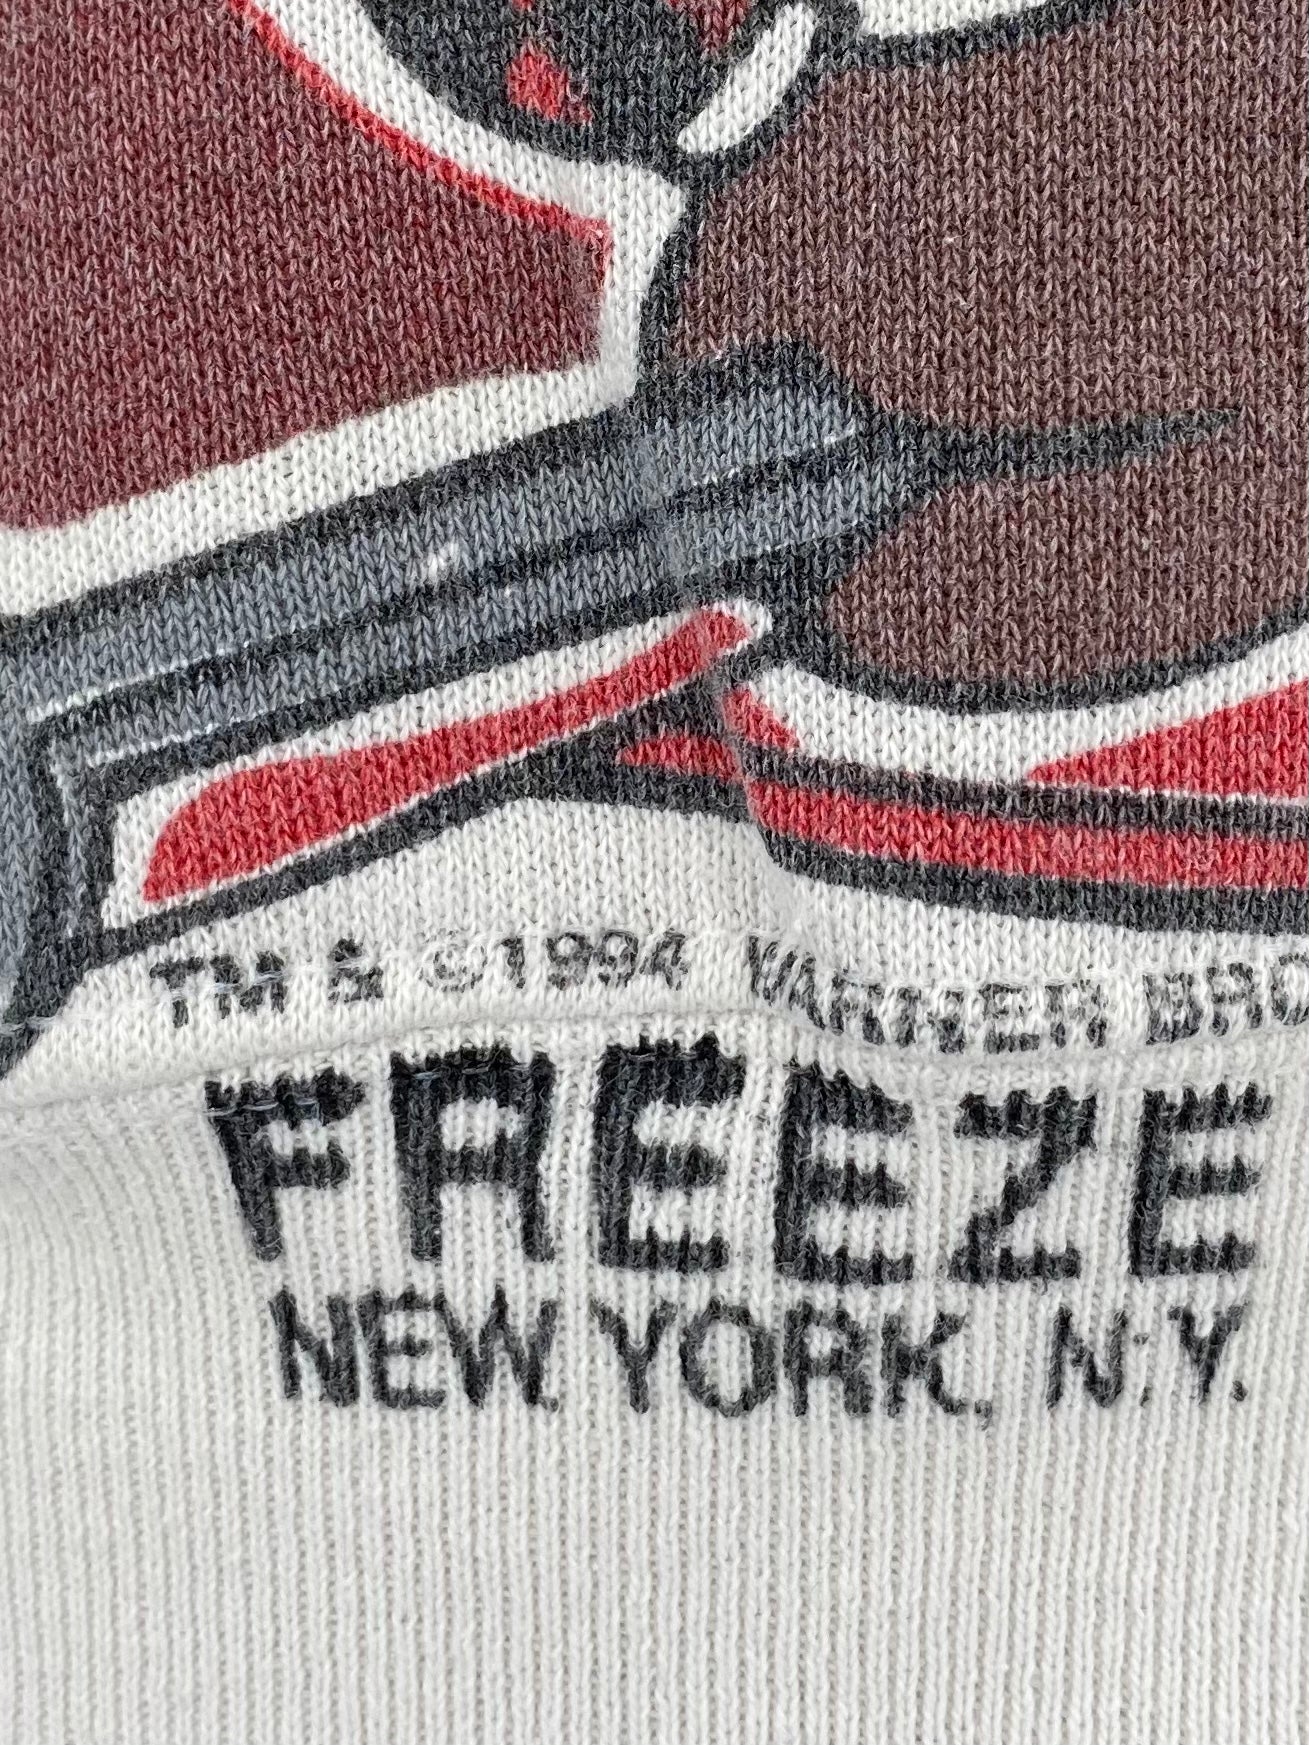 TM & ©1994 WARNER BRO
FREEZE
NEW YORK, N.Y.